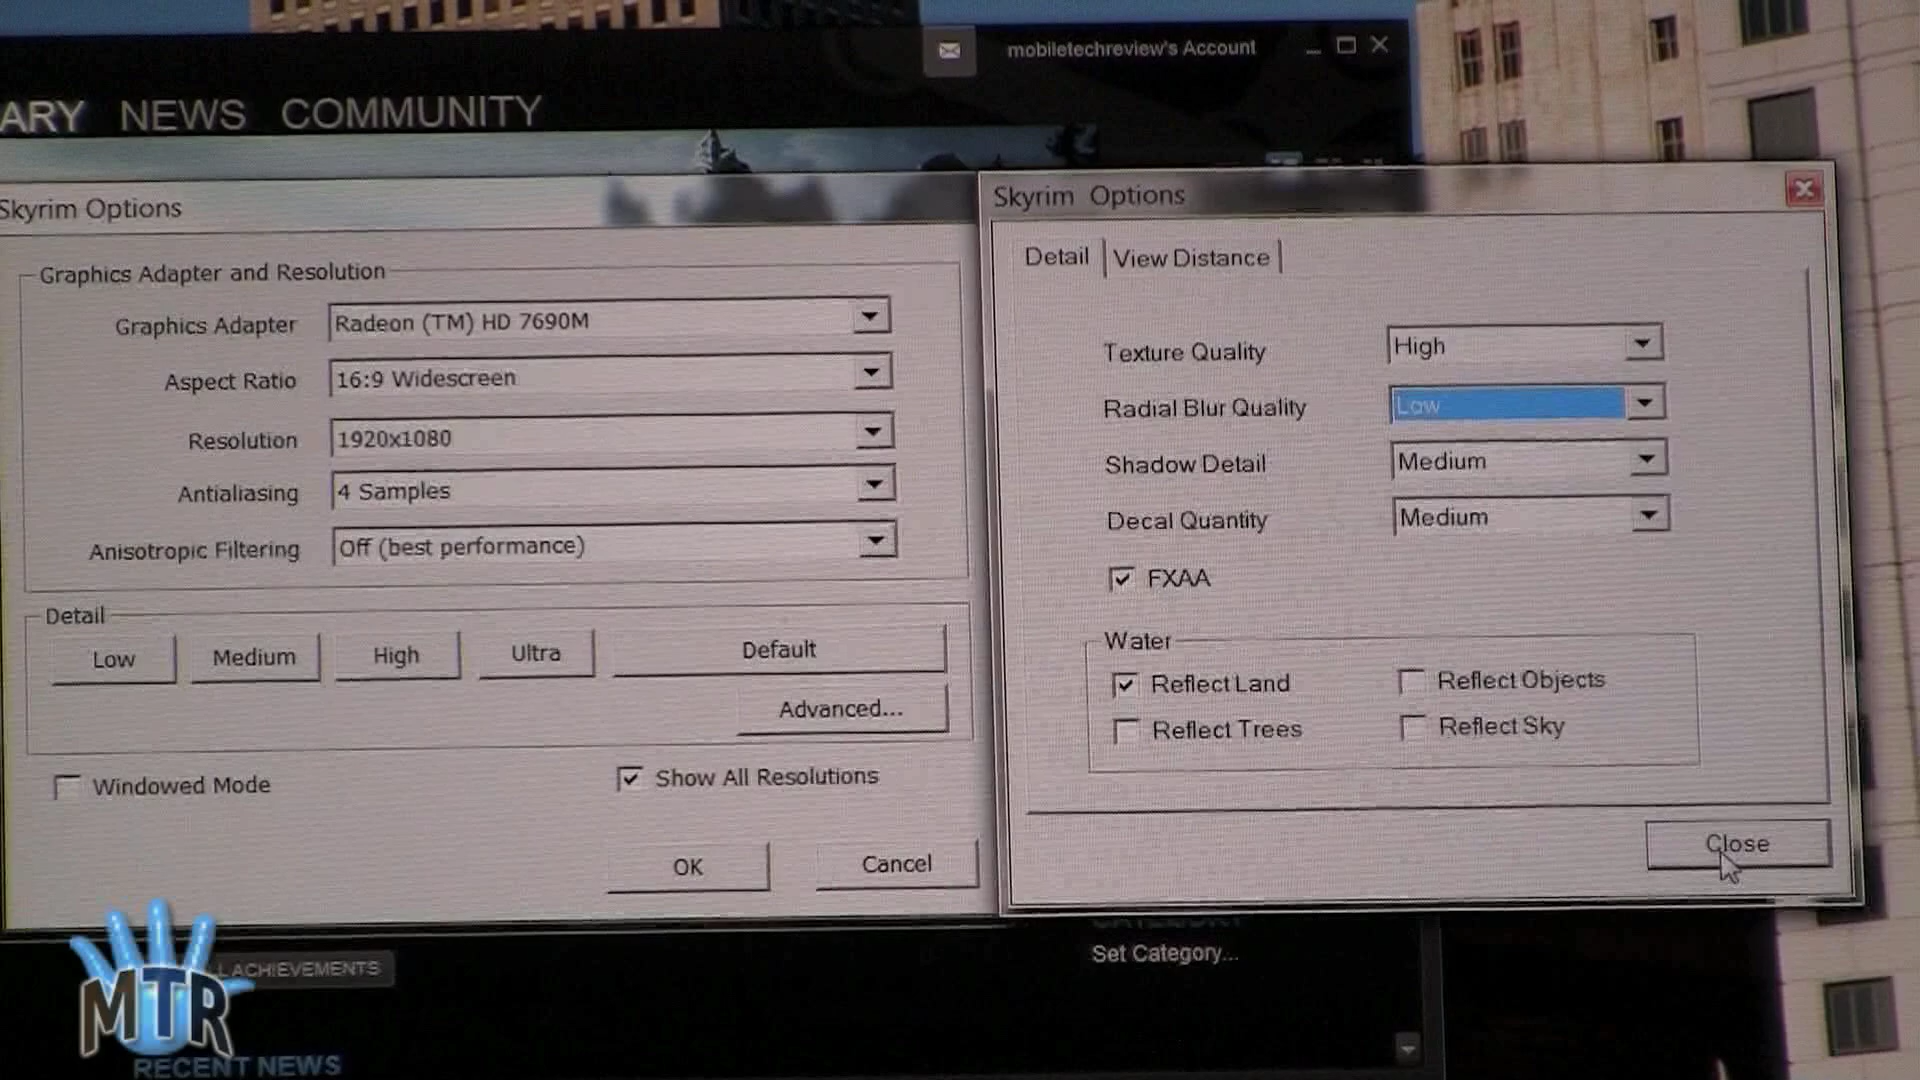 mobiletechreview's Account
ARY NEWS COMMUNITY
Skyrim Options
Graphics Adapter and Resolution
Graphics Adapter
Radeon (TM) HD 7690M
Aspect Ratio
16:9 Widescreen
Resolution
1920x1080
Antialiasing
4 Samples
Anisotropic Filtering
Off (best performance)
Detail
Low
Medium
High
Ultra
Default
Advanced...
Windowed Mode
Show All Resolutions
OK
Cancel
Skyrim Options
Detail
View Distance
Texture Quality
High
Radial Blur Quality
Low
Shadow Detail
Medium
Decal Quantity
Medium
FXAA
Water
Reflect Land
Reflect Objects
Reflect Trees
Reflect Sky
Close
CATEGORY
Set Category...
L ACHIEVEMENTS
MTR
RECENT NEWS